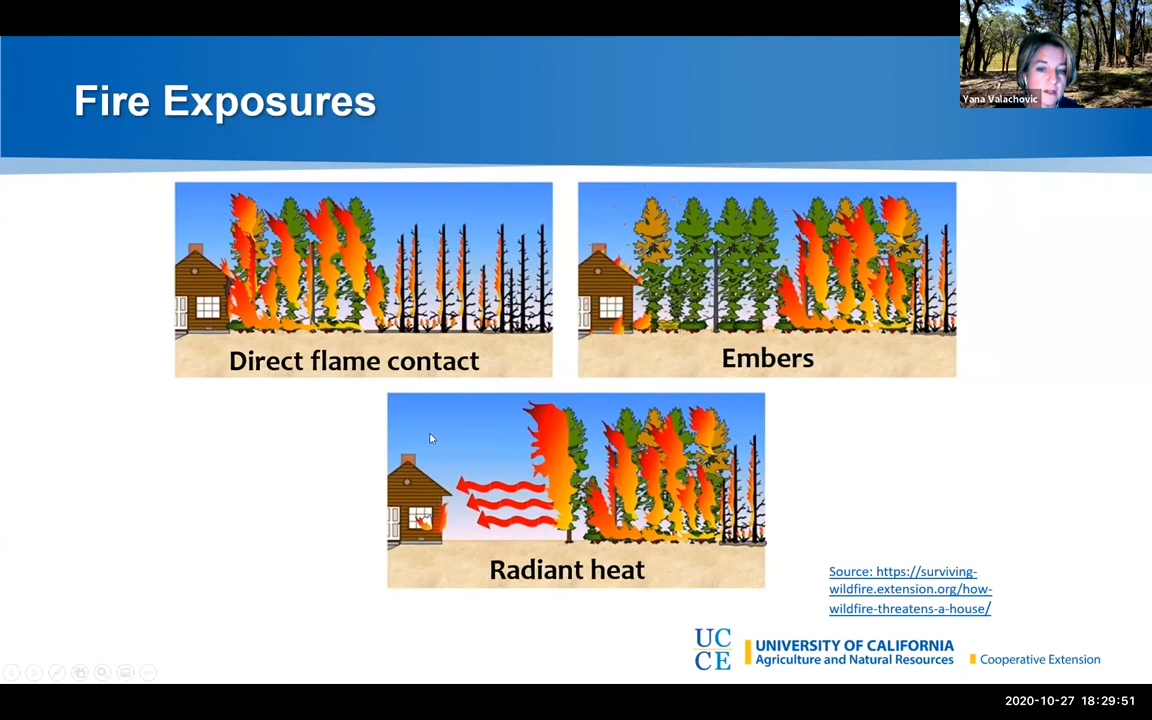 Fire Exposures
Yana Valachovic
Direct flame contact
Embers
Radiant heat
Source: https://surviving-
wildfire.extension.org/how-
wildfire-threatens-a-house/
UC
CE
UNIVERSITY OF CALIFORNIA
Agriculture and Natural Resources
Cooperative Extension
2020-10-27 18:29:51